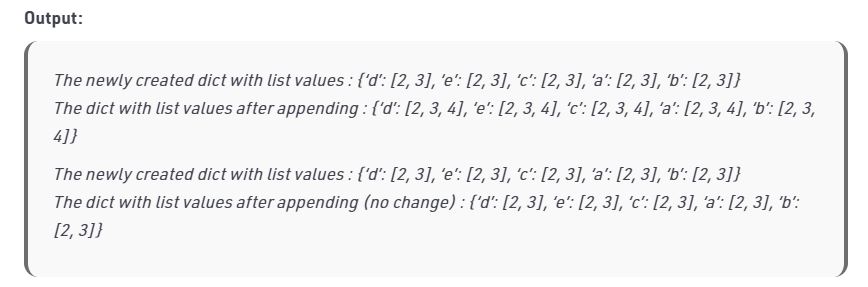 Output:
The newly created dict with list values : {‘d’: [2, 3], ‘e’: [2, 3], ‘c’: [2, 3], ‘a’: [2, 3], ‘b’: [2, 3]}
The dict with list values after appending : {‘d’: [2, 3, 4], ‘e’: [2, 3, 4], ‘c’: [2, 3, 4], ‘a’: [2, 3, 4], ‘b’: [2, 3,
4]}
The newly created dict with list values : {‘d’: [2, 3], ‘e’: [2, 3], ‘c’: [2, 3], ‘a’: [2, 3], ‘b’: [2, 3]}
The dict with list values after appending (no change) : {‘d’: [2, 3], ‘e’: [2, 3], ‘c’: [2, 3], ‘a’: [2, 3], ‘b’:
[2, 3]}